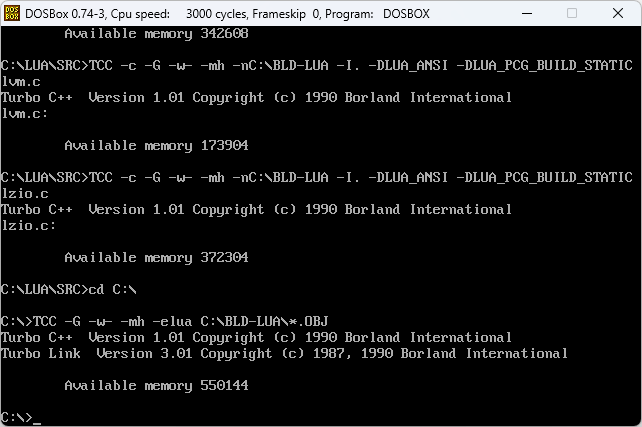 DOSBox 0.74-3, Cpu speed: 3000 cycles, Frameskip 0, Program: DOSBOX
Available memory 342608
C:\LUA\SRC>TCC -c -G -w- -mh -nC:\BLD-LUA -I. -DLUA_ANSI -DLUA_PCG_BUILD_STATIC
lvm.c
Turbo C++ Version 1.01 Copyright (c) 1990 Borland International
lvm.c:
Available memory 173904
C:\LUA\SRC>TCC -c -G -w- -mh -nC:\BLD-LUA -I. -DLUA_ANSI -DLUA_PCG_BUILD_STATIC
lzio.c
Turbo C++ Version 1.01 Copyright (c) 1990 Borland International
lzio.c:
Available memory 372304
C:\LUA\SRC>cd C:\
C:\>TCC -G -w- -mh -elua C:\BLD-LUA\*.OBJ
Turbo C++ Version 1.01 Copyright (c) 1990 Borland International
Turbo Link Version 3.01 Copyright (c) 1987, 1990 Borland International
Available memory 550144
C:\>_